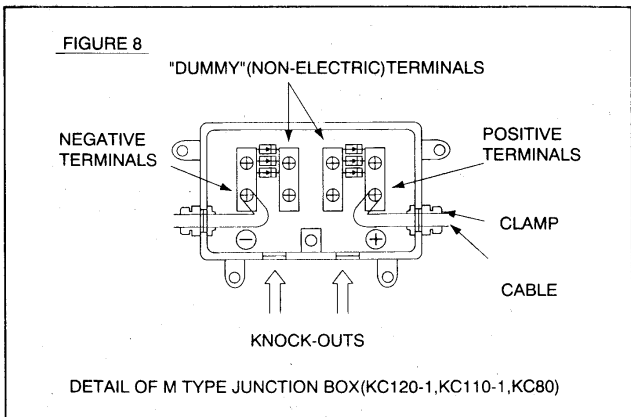 FIGURE 8
"DUMMY"(NON-ELECTRIC)TERMINALS
NEGATIVE
TERMINALS
POSITIVE
TERMINALS
CLAMP
CABLE
− +
KNOCK-OUTS
DETAIL OF M TYPE JUNCTION BOX(KC120-1,KC110-1,KC80)